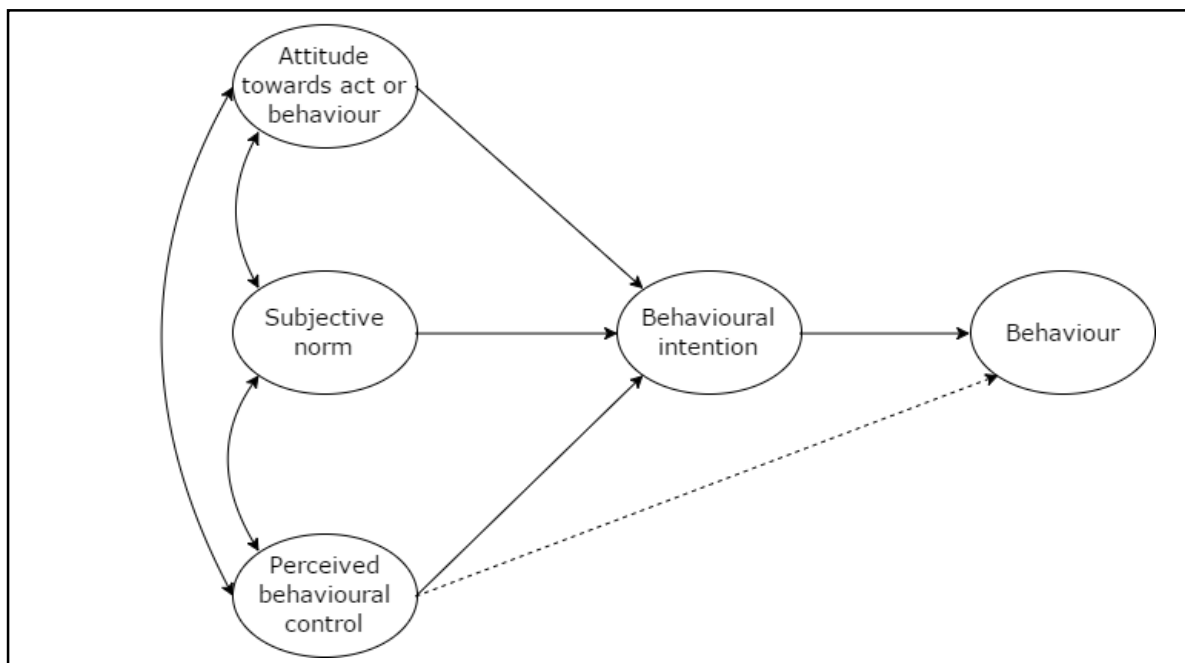 Attitude
towards act or
behaviour
Subjective
norm
Behavioural
intention
Behaviour
Perceived
behavioural
control